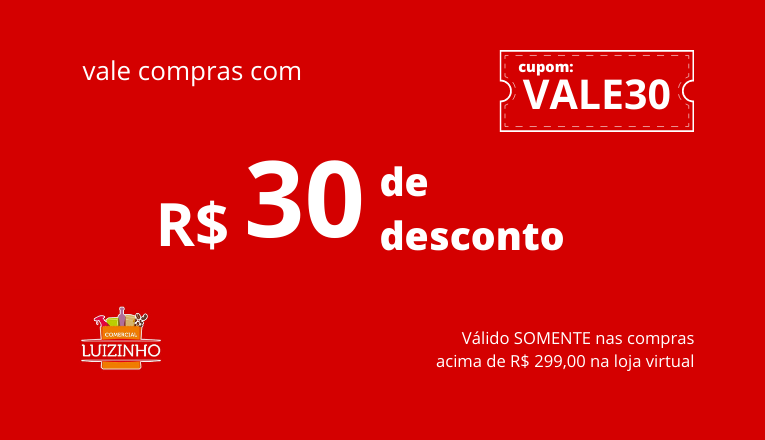 vale compras com
cupom:
VALE30
R$ 30 de
desconto
COMERCIAL
LUIZINHO
Válido SOMENTE nas compras
acima de R$ 299,00 na loja virtual